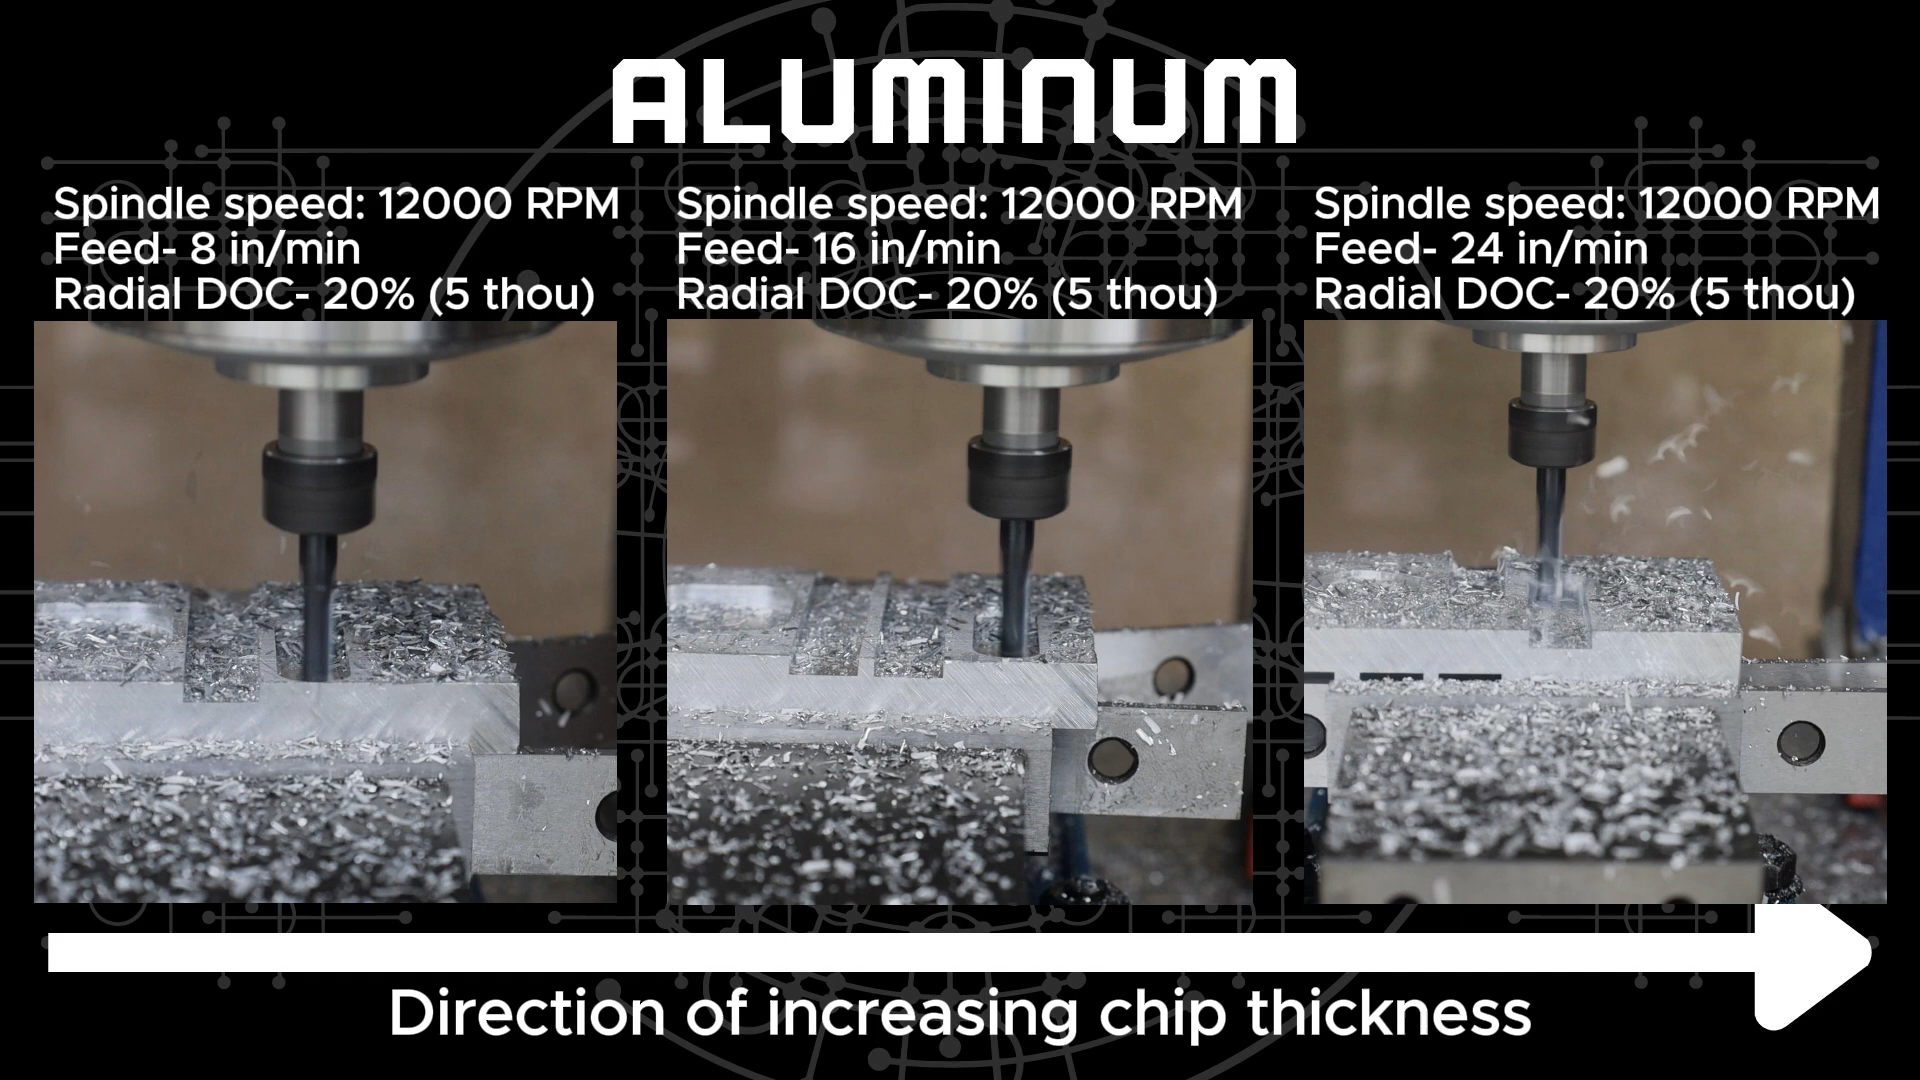 ALUMINUM
Spindle speed: 12000 RPM
Feed- 8 in/min
Radial DOC- 20% (5 thou)
Spindle speed: 12000 RPM
Feed- 16 in/min
Radial DOC- 20% (5 thou)
Spindle speed: 12000 RPM
Feed- 24 in/min
Radial DOC- 20% (5 thou)
Direction of increasing chip thickness